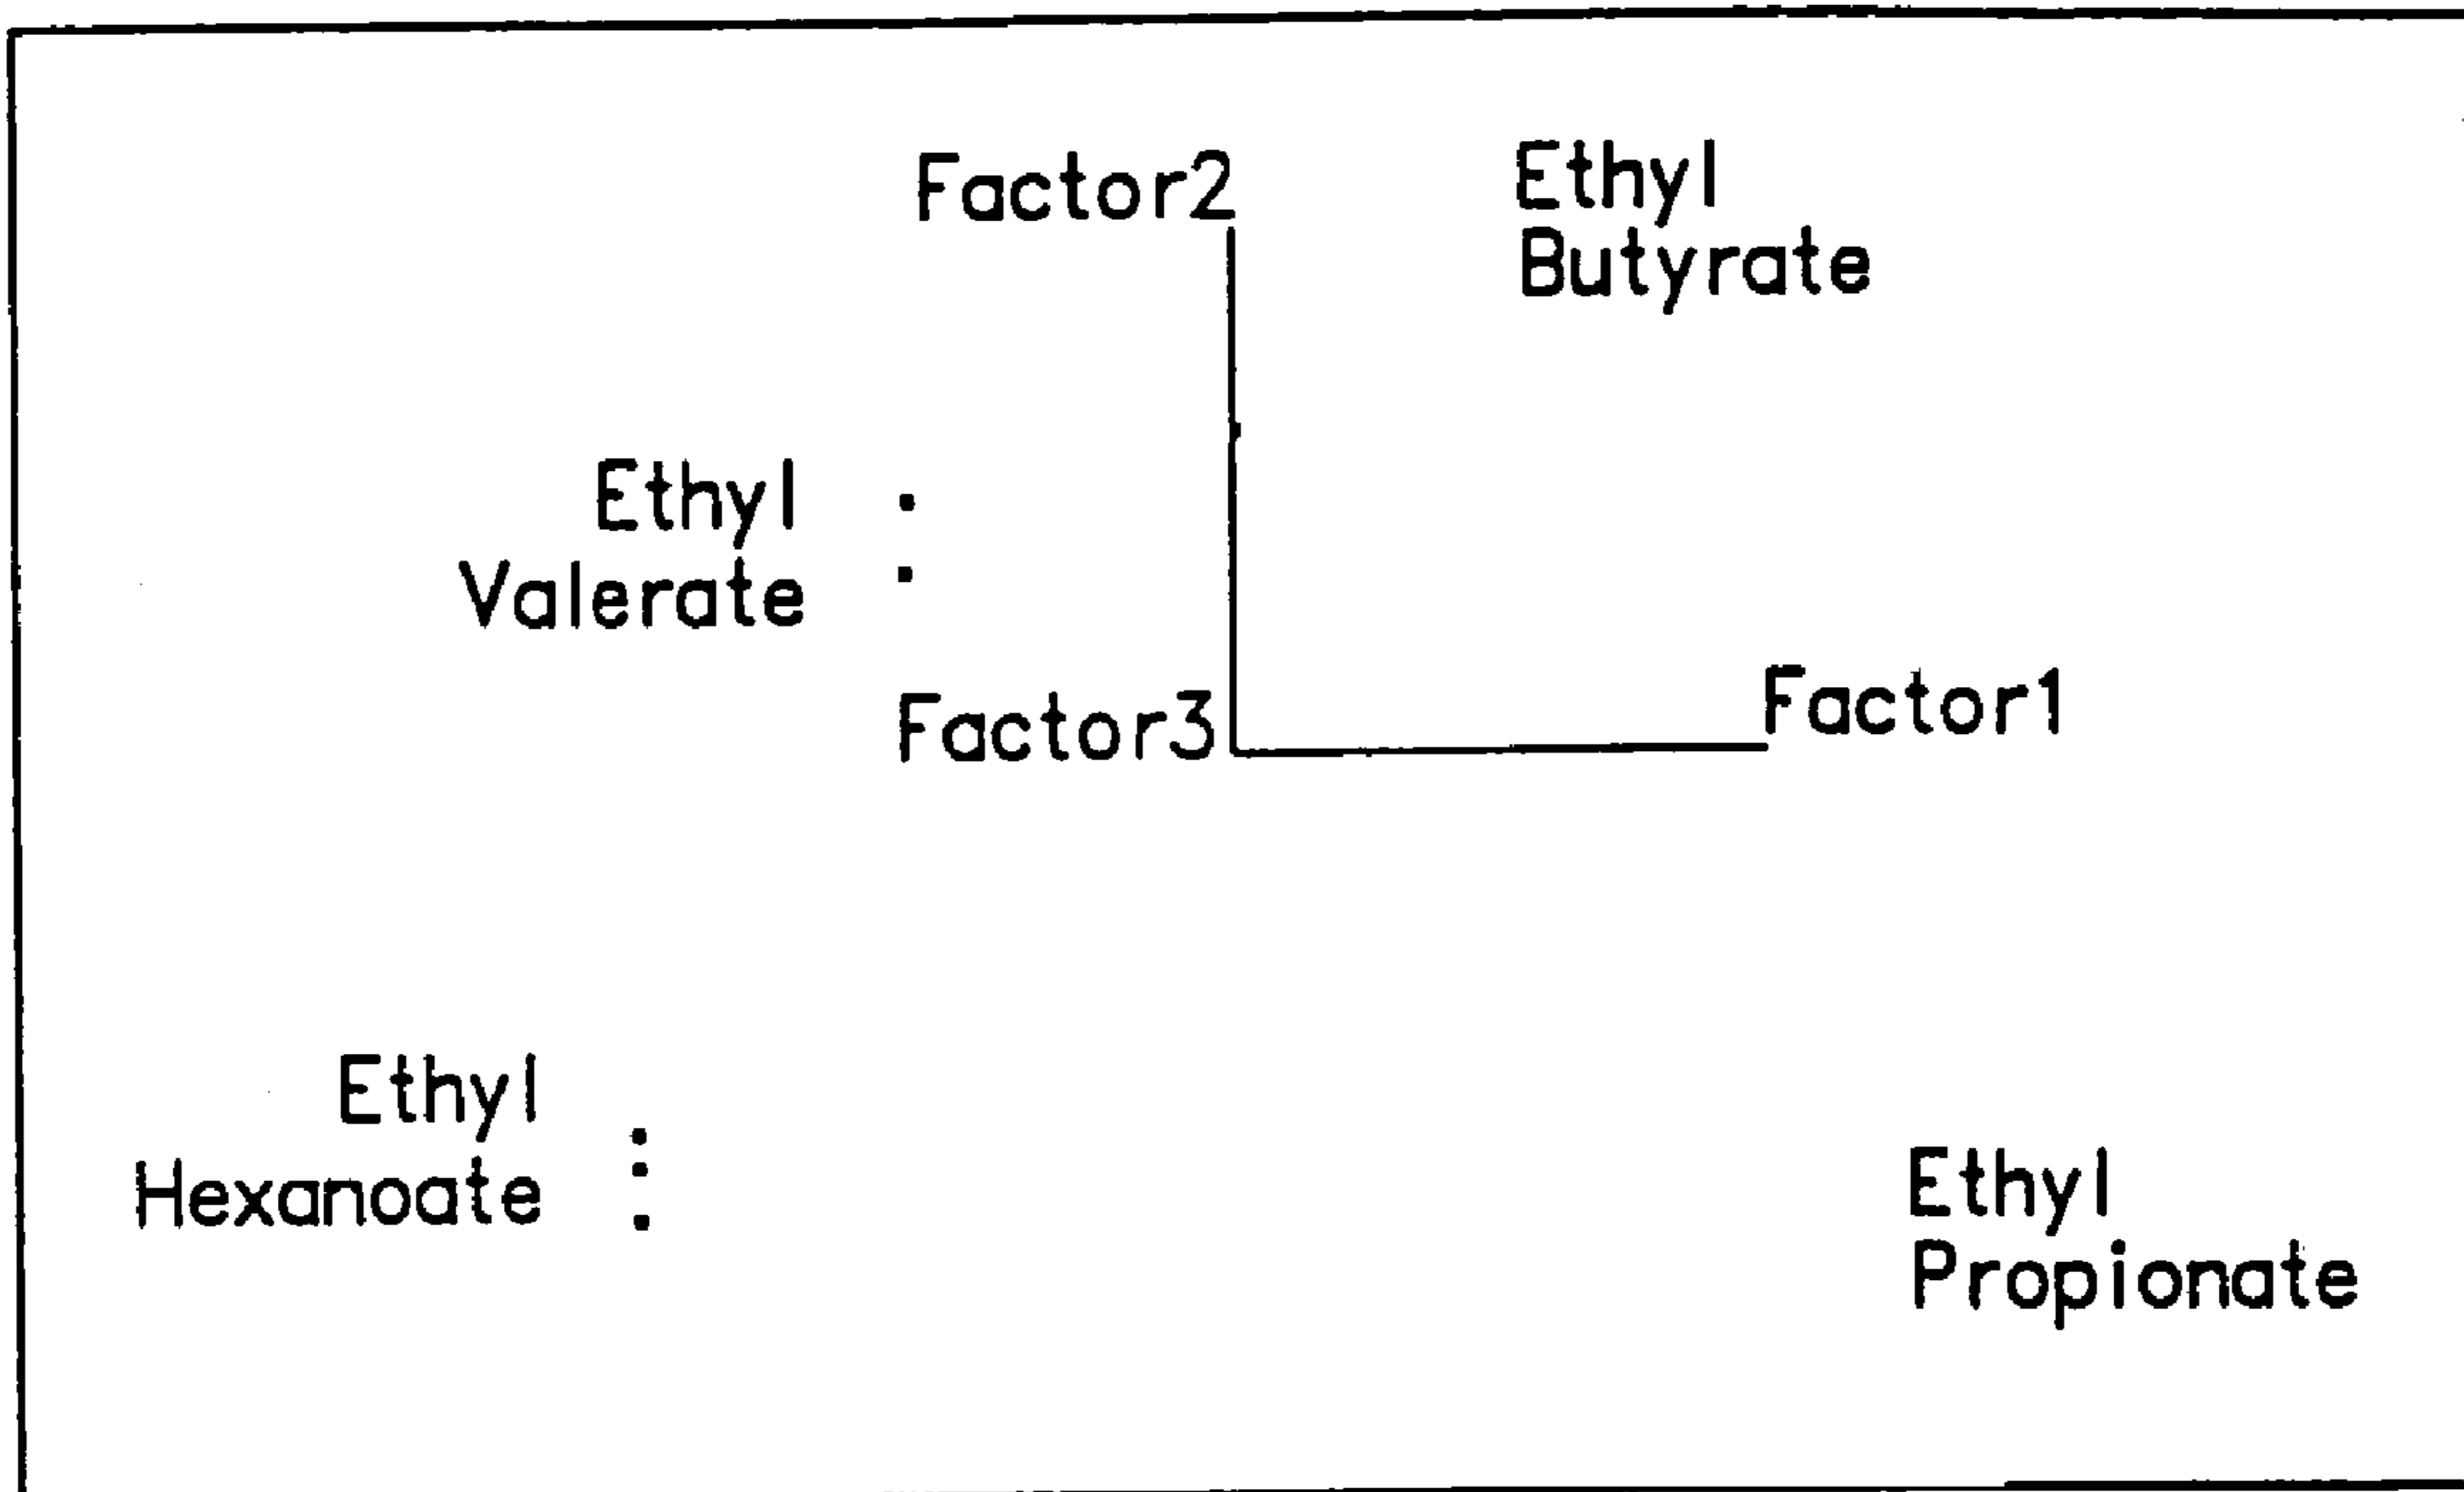 Factor2
Ethyl
Butyrate
Ethyl
Valerate
Factor3
Factor1
Ethyl
Hexanoate
Ethyl
Propionate